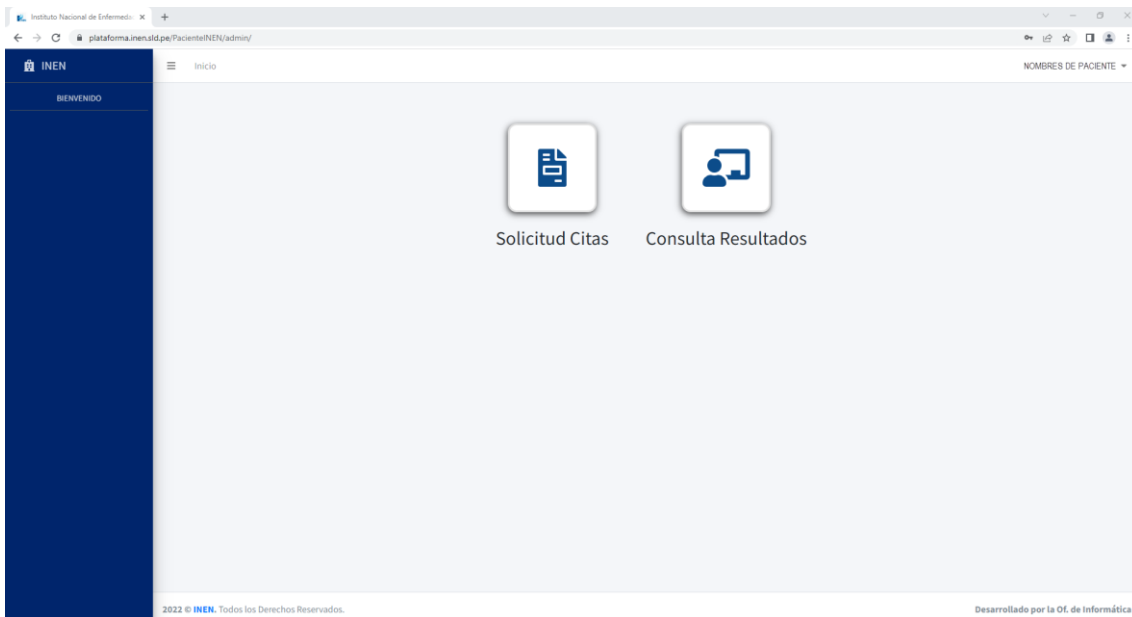 Instituto Nacional de Enfermeda
plataforma.inen.sld.pe/PacienteINEN/admin/
INEN
Inicio
NOMBRES DE PACIENTE
BIENVENIDO
Solicitud Citas
Consulta Resultados
2022 © INEN. Todos los Derechos Reservados.
Desarrollado por la Of. de Informática